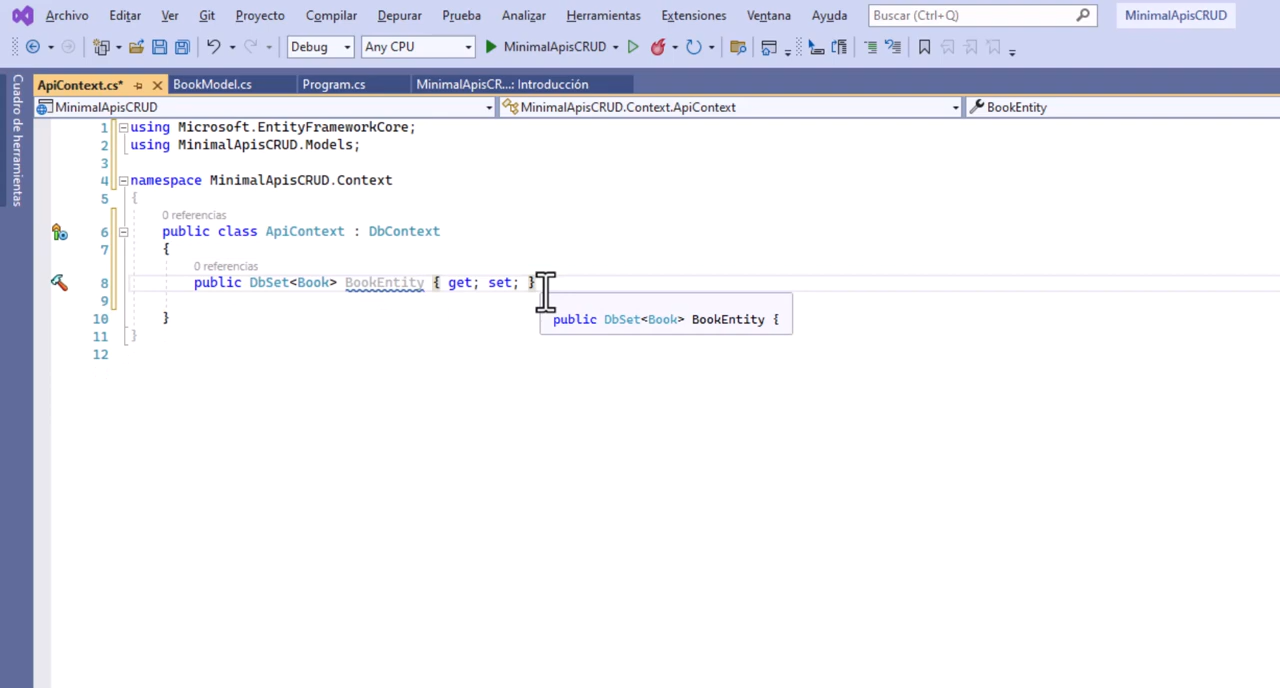 Archivo Editar Ver Git Proyecto Compilar Depurar Prueba Analizar Herramientas Extensiones Ventana Ayuda Buscar (Ctrl+Q) MinimalApisCRUD
Debug Any CPU MinimalApisCRUD
Cuadro de herramientas
ApiContext.cs* BookModel.cs Program.cs MinimalApisCR...: Introducción
MinimalApisCRUD MinimalApisCRUD.Context.ApiContext BookEntity
1 using Microsoft.EntityFrameworkCore;
2 using MinimalApisCRUD.Models;
3
4 namespace MinimalApisCRUD.Context
5 {
0 referencias
6 public class ApiContext : DbContext
7 {
0 referencias
8 public DbSet<Book> BookEntity { get; set; }
9
public DbSet<Book> BookEntity {
10 }
11 }
12